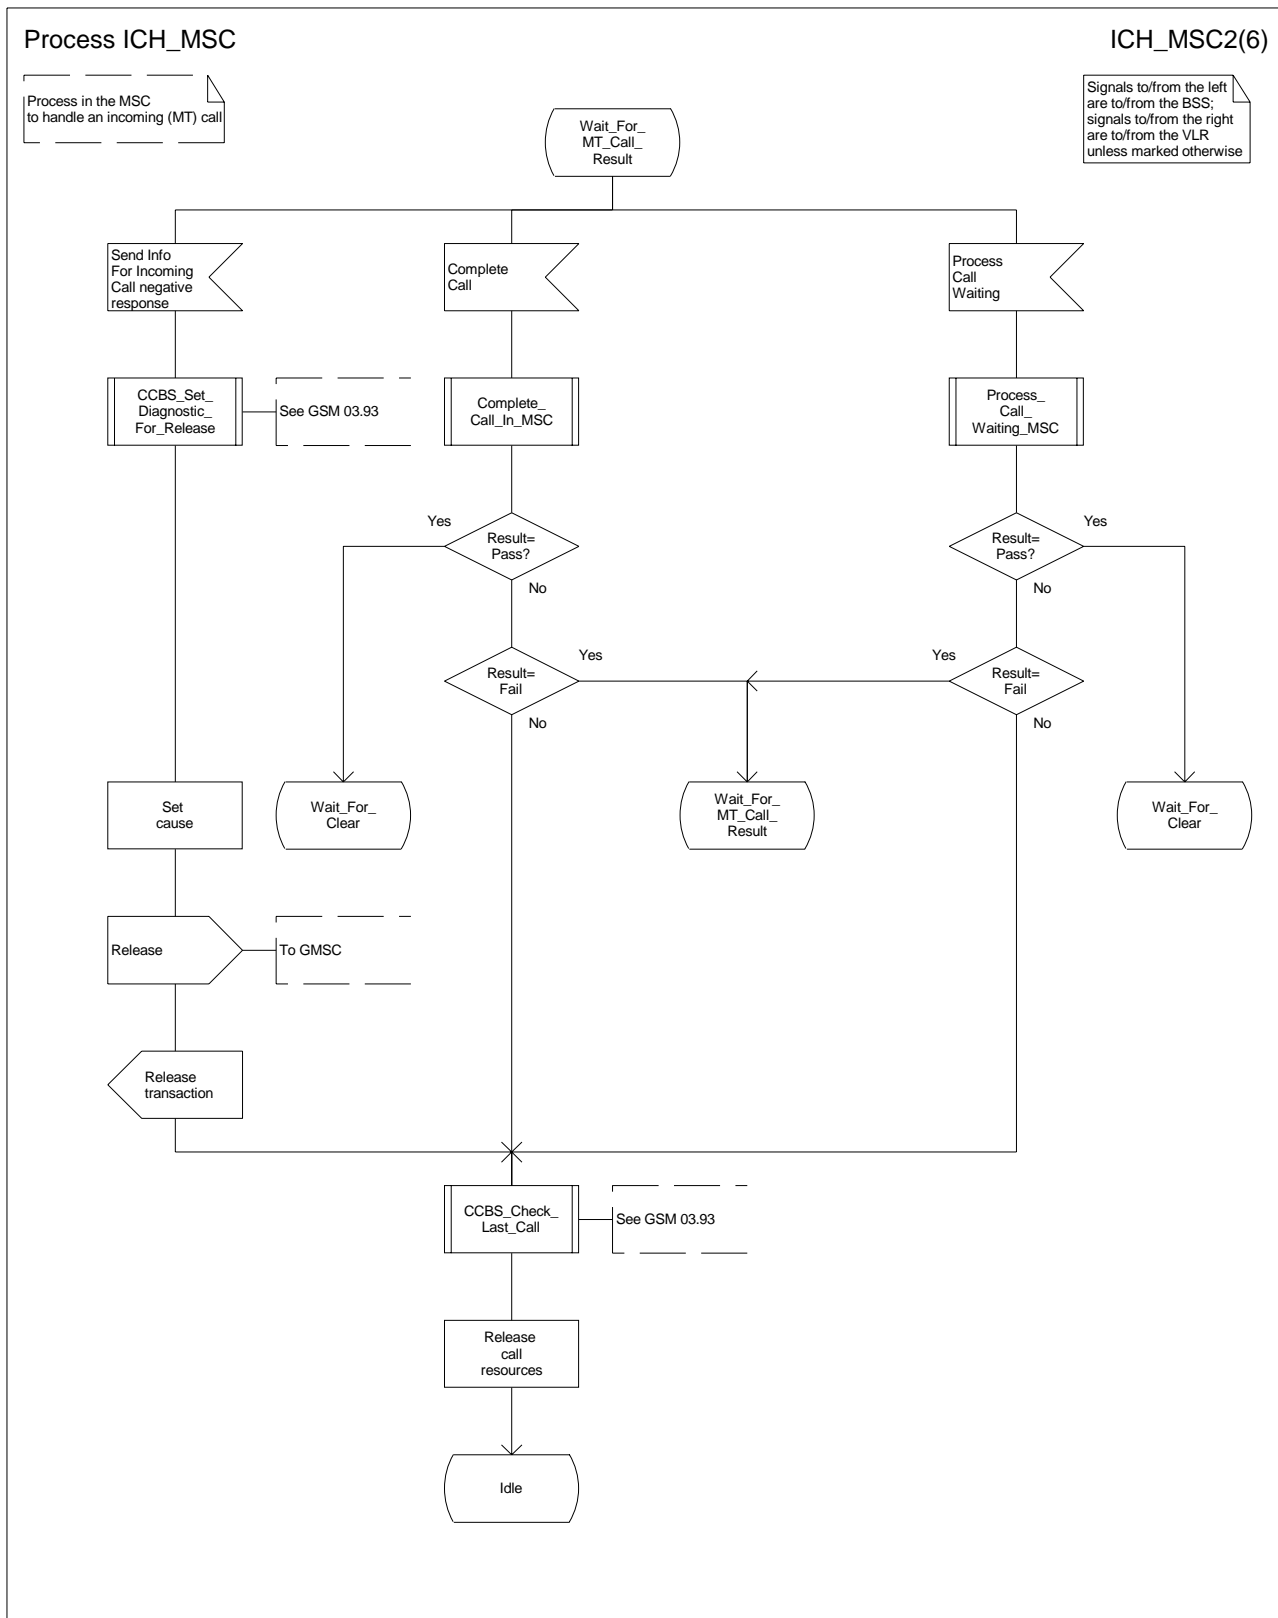 Process ICH_MSC
ICH_MSC2(6)
Process in the MSC
to handle an incoming (MT) call
Signals to/from the left
are to/from the BSS;
signals to/from the right
are to/from the VLR
unless marked otherwise
Wait_For_
MT_Call_
Result
Send Info
For Incoming
Call negative
response
Complete
Call
Process
Call
Waiting
CCBS_Set_
Diagnostic_
For_Release
See GSM 03.93
Complete_
Call_In_MSC
Process_
Call_
Waiting_MSC
Yes
Result=
Pass?
No
Result=
Pass?
Yes
No
Result=
Fail
Yes
No
Yes
Result=
Fail
No
Set
cause
Wait_For_
Clear
Wait_For_
MT_Call_
Result
Wait_For_
Clear
Release
To GMSC
Release
transaction
CCBS_Check_
Last_Call
See GSM 03.93
Release
call
resources
Idle